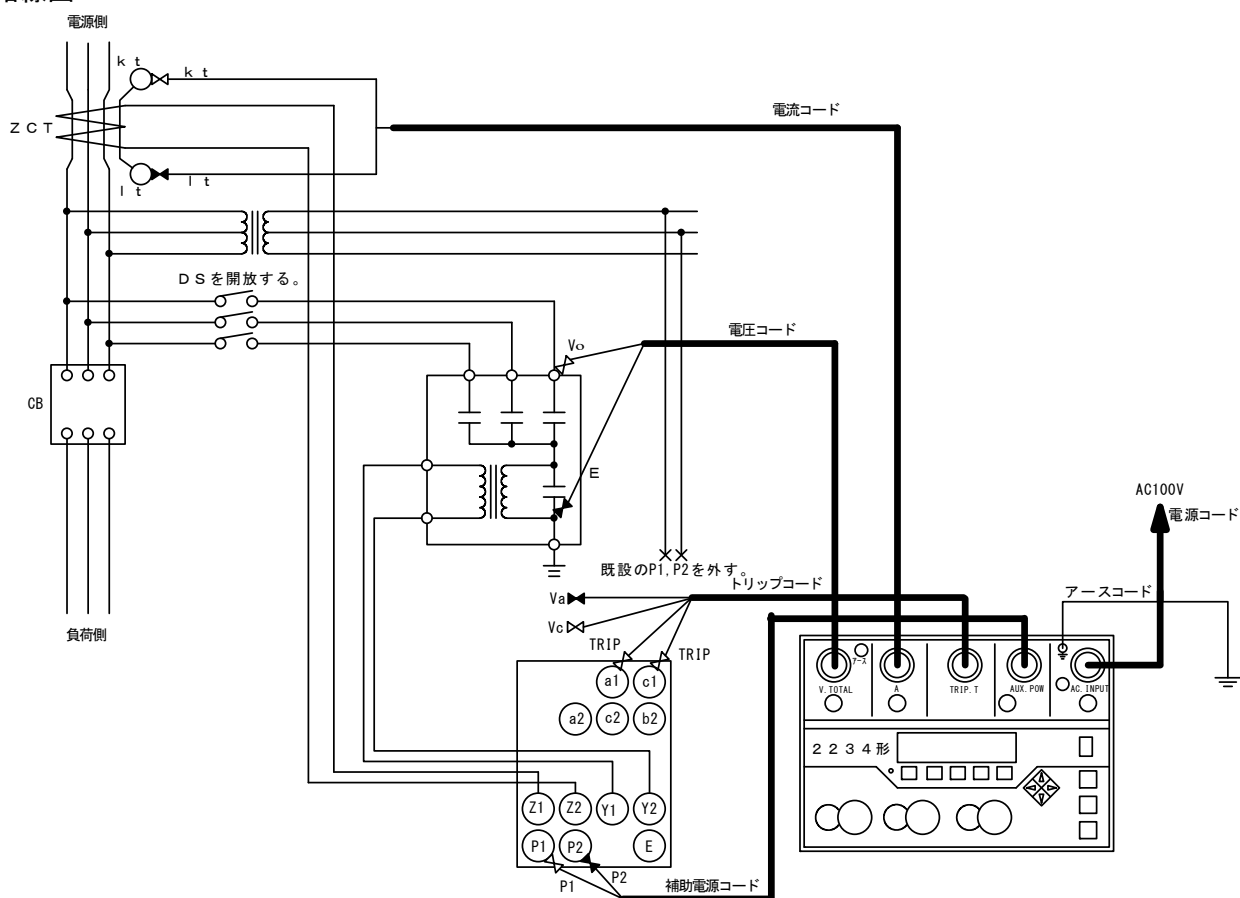 電源側
ｋｔ
ｋｔ
電流コード
ＺＣＴ
ｌｔ
ｌｔ
ＤＳを開放する。
電圧コード
Vo
CB
E
AC100V
電源コード
既設のP1,P2を外す。
トリップコード
アースコード
Va
Vc
負荷側
TRIP
TRIP
アース
V.TOTAL
A
TRIP.T
AUX.POW
AC.INPUT
a1
c1
a2
c2
b2
２２３４形
Z1
Z2
Y1
Y2
P1
P2
E
P1
P2
補助電源コード